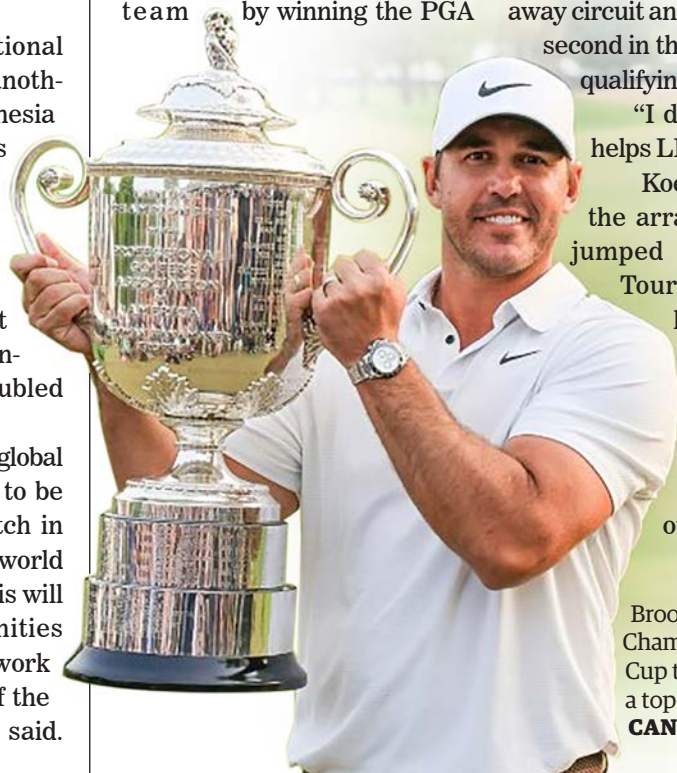 tional
anoth-
nesia
s
t
n-
ubled
global
to be
tch in
world
is will
nities
work
f the
said.
team by winning the PGA
away circuit an
second in th
qualifyin
“I d
helps LI
Koe
the arra
jumped
Tour
Broo
Cham
Cup t
a top
CAN